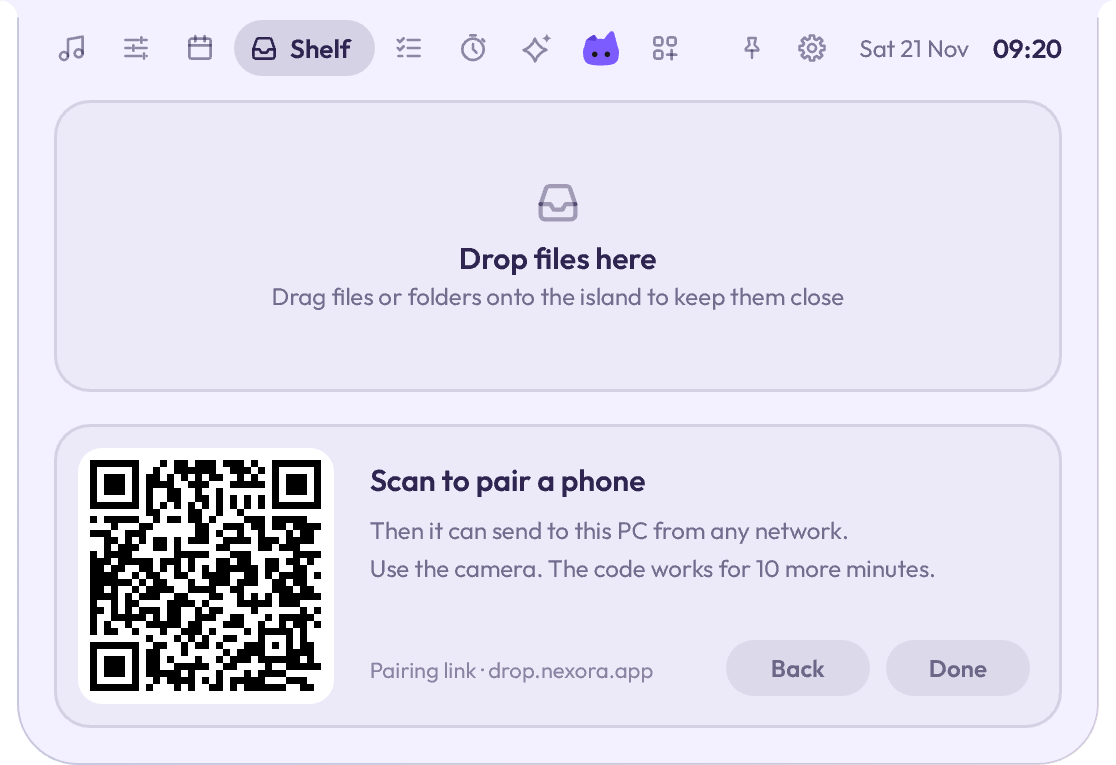 Shelf
Sat 21 Nov
09:20
Drop files here
Drag files or folders onto the island to keep them close
Scan to pair a phone
Then it can send to this PC from any network.
Use the camera. The code works for 10 more minutes.
Pairing link · drop.nexora.app
Back
Done